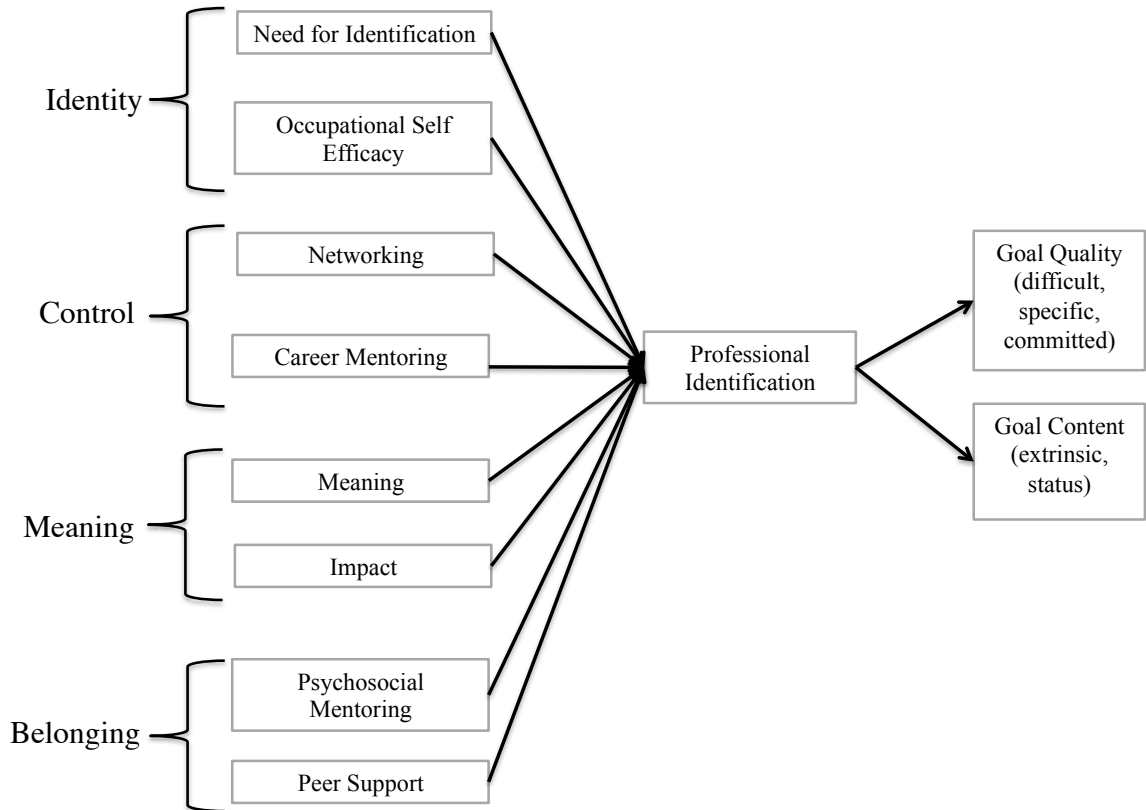 Identity
Need for Identification
Occupational Self
Efficacy
Control
Networking
Career Mentoring
Meaning
Meaning
Impact
Belonging
Psychosocial
Mentoring
Peer Support
Professional
Identification
Goal Quality
(difficult,
specific,
committed)
Goal Content
(extrinsic,
status)